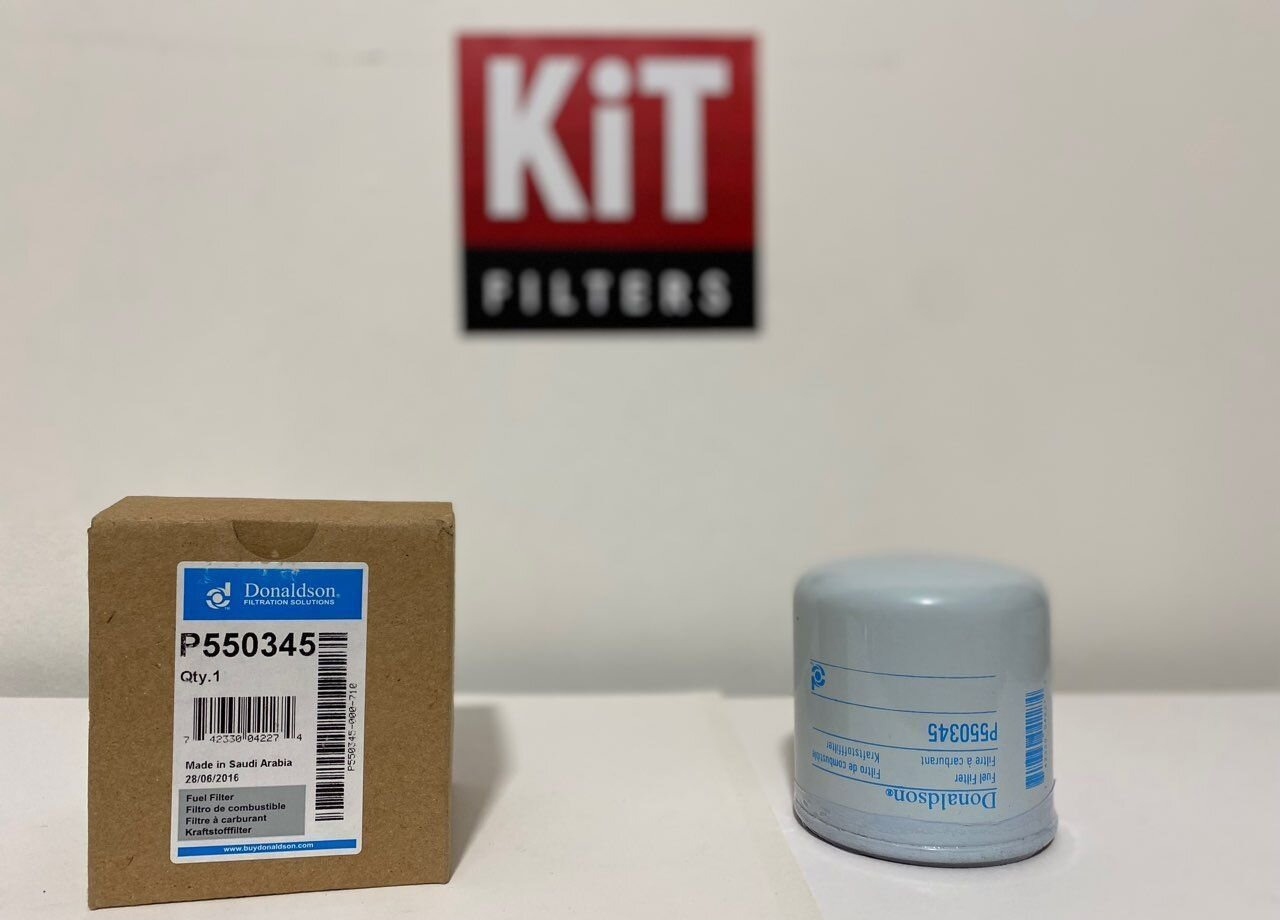 KiT
FILTERS
Donaldson®
FILTRATION SOLUTIONS
P550345
Qty.1
7 42330 04227 4
P550345-000-710
Made in Saudi Arabia
28/06/2016
Fuel Filter
Filtro de combustible
Filtre à carburant
Kraftstofffilter
www.buydonaldson.com
Donaldson®
Fuel Filter
Filtro de combustible
Filtre à carburant
Kraftstofffilter
P550345